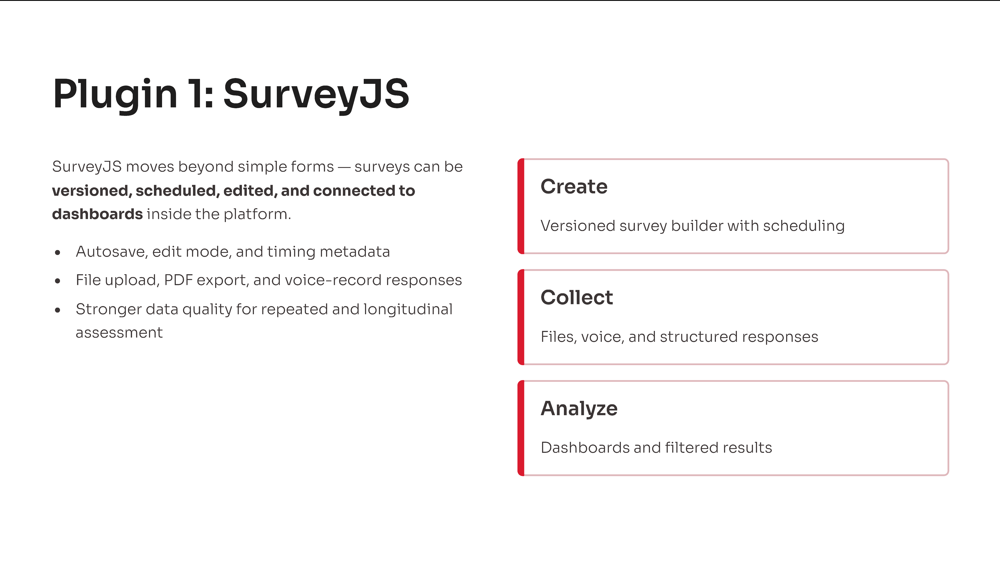 Plugin 1: SurveyJS
SurveyJS moves beyond simple forms — surveys can be
versioned, scheduled, edited, and connected to
dashboards inside the platform.
• Autosave, edit mode, and timing metadata
• File upload, PDF export, and voice-record responses
• Stronger data quality for repeated and longitudinal
assessment
Create
Versioned survey builder with scheduling
Collect
Files, voice, and structured responses
Analyze
Dashboards and filtered results